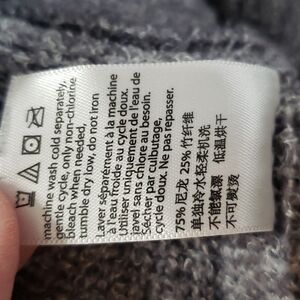 machine wash cold separately,
gentle cycle, only non-chlorine
bleach when needed,
tumble dry low, do not iron
Laver séparément à la machine
à l'eau froide au cycle doux.
Utiliser uniquement de l'eau de
javel sans chlore au besoin.
Sécher par culbutage,
cycle doux. Ne pas repasser.
75% 尼龙 25% 竹纤维
单独冷水轻柔机洗
不能氯漂 低温烘干
不可熨烫